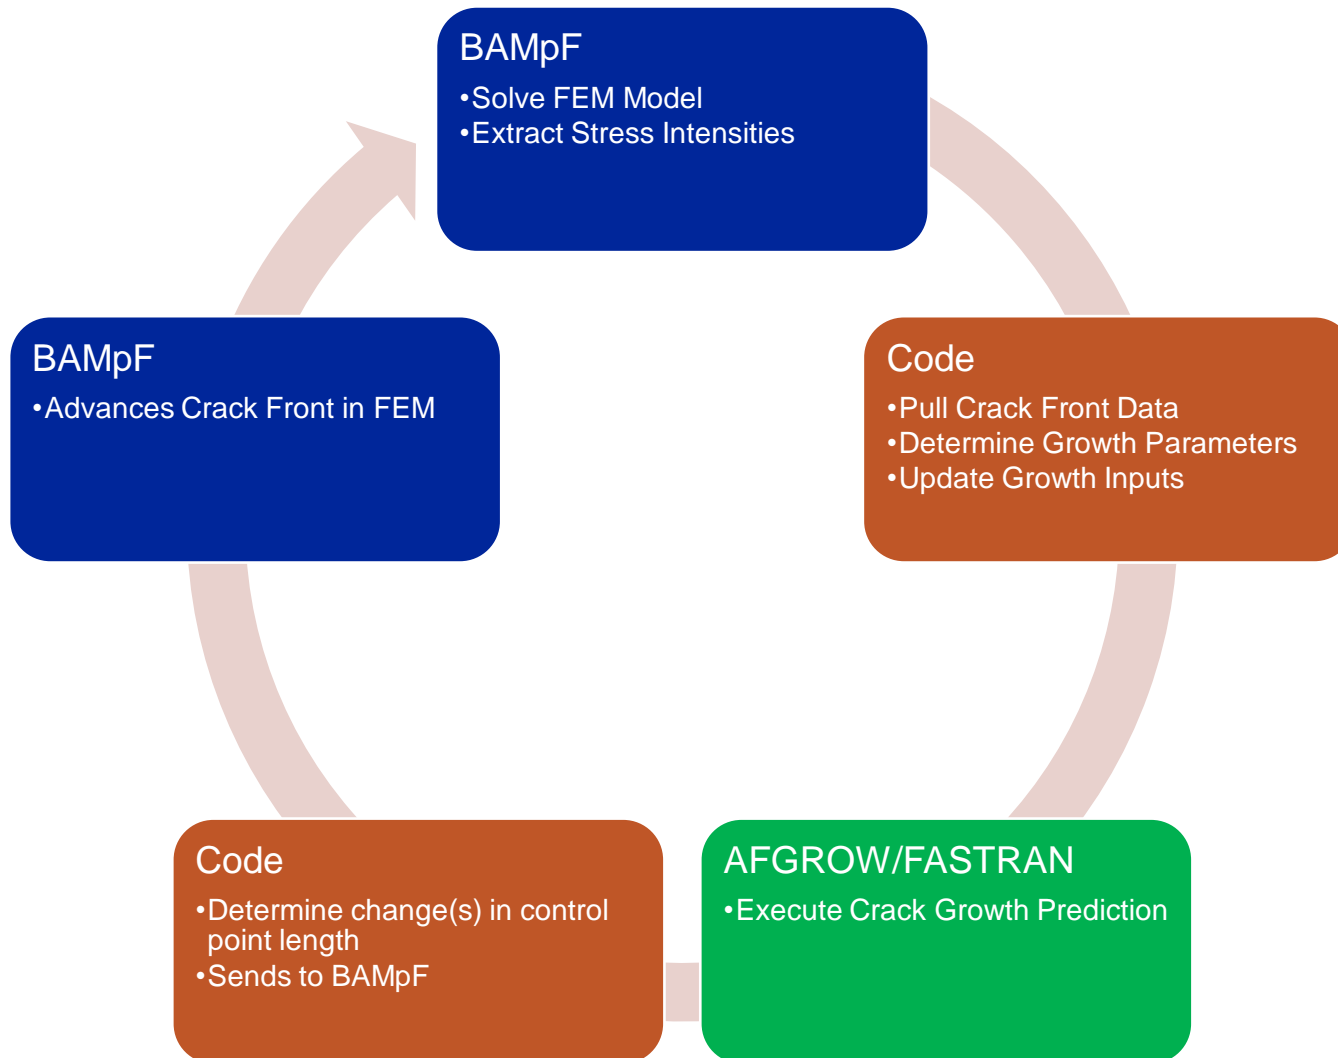 BAMpF
•Solve FEM Model
•Extract Stress Intensities
BAMpF
•Advances Crack Front in FEM
Code
•Pull Crack Front Data
•Determine Growth Parameters
•Update Growth Inputs
Code
•Determine change(s) in control
point length
•Sends to BAMpF
AFGROW/FASTRAN
•Execute Crack Growth Prediction